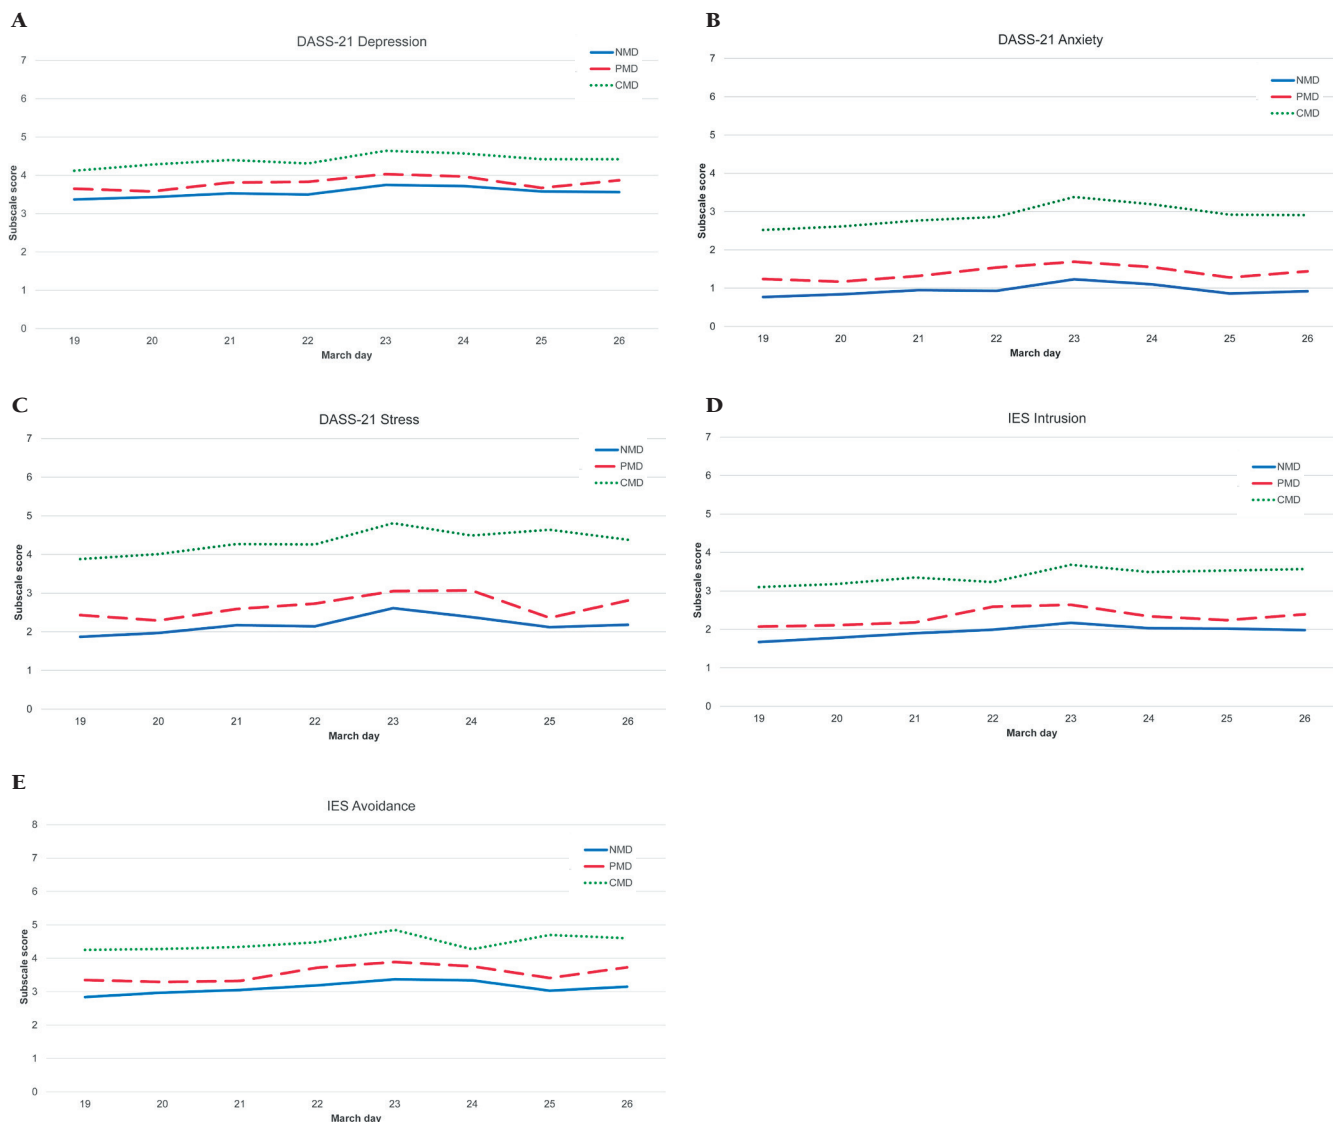 A
DASS-21 Depression
NMD
PMD
CMD
7
6
5
4
3
2
1
0
Subscale score
19 20 21 22 23 24 25 26
March day
B
DASS-21 Anxiety
NMD
PMD
CMD
7
6
5
4
3
2
1
0
Subscale score
19 20 21 22 23 24 25 26
March day
C
DASS-21 Stress
NMD
PMD
CMD
7
6
5
4
3
2
1
0
Subscale score
19 20 21 22 23 24 25 26
March day
D
IES Intrusion
NMD
PMD
CMD
7
6
5
4
3
2
1
0
Subscale score
19 20 21 22 23 24 25 26
March day
E
IES Avoidance
NMD
PMD
CMD
8
7
6
5
4
3
2
1
0
Subscale score
19 20 21 22 23 24 25 26
March day